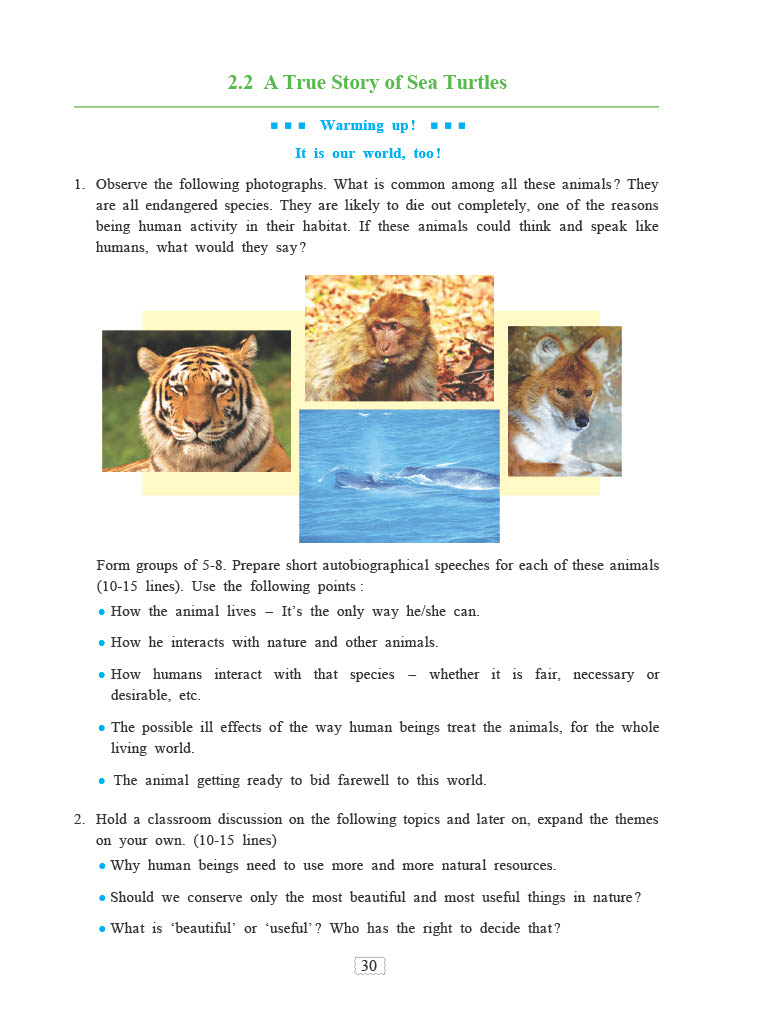 2.2 A True Story of Sea Turtles
Warming up!
It is our world, too!
1. Observe the following photographs. What is common among all these animals? They
are all endangered species. They are likely to die out completely, one of the reasons
being human activity in their habitat. If these animals could think and speak like
humans, what would they say?
Form groups of 5-8. Prepare short autobiographical speeches for each of these animals
(10-15 lines). Use the following points :
• How the animal lives – It's the only way he/she can.
• How he interacts with nature and other animals.
• How humans interact with that species – whether it is fair, necessary or
desirable, etc.
• The possible ill effects of the way human beings treat the animals, for the whole
living world.
• The animal getting ready to bid farewell to this world.
2. Hold a classroom discussion on the following topics and later on, expand the themes
on your own. (10-15 lines)
• Why human beings need to use more and more natural resources.
• Should we conserve only the most beautiful and most useful things in nature?
• What is ‘beautiful’ or ‘useful’? Who has the right to decide that?
30